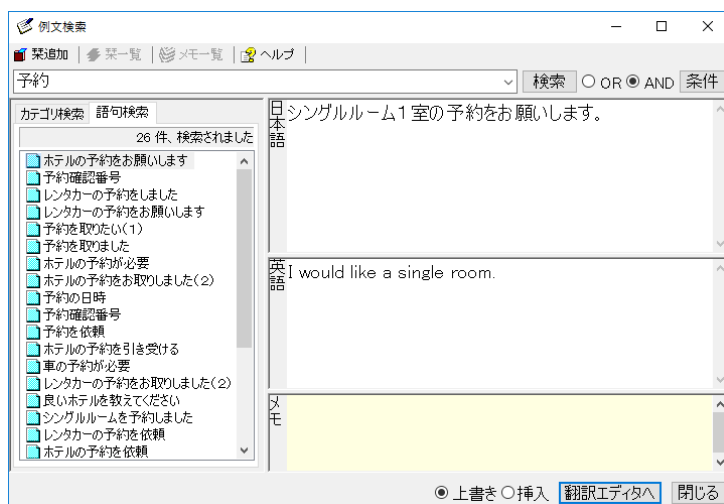 例文検索
栞追加 栞一覧 メモ一覧 ヘルプ
予約 検索 OR AND 条件
カテゴリ検索 語句検索
26 件、検索されました
ホテルの予約をお願いします
予約確認番号
レンタカーの予約をしました
レンタカーの予約をお願いします
予約を取りたい(1)
予約を取りました
ホテルの予約が必要
ホテルの予約をお取りしました(2)
予約の日時
予約確認番号
予約を依頼
ホテルの予約を引き受ける
車の予約が必要
レンタカーの予約をお取りしました(2)
良いホテルを教えてください
シングルルームを予約しました
レンタカーの予約を依頼
ホテルの予約を依頼
日本語
シングルルーム1室の予約をお願いします。
英語
I would like a single room.
メモ
上書き 挿入 翻訳エディタへ 閉じる